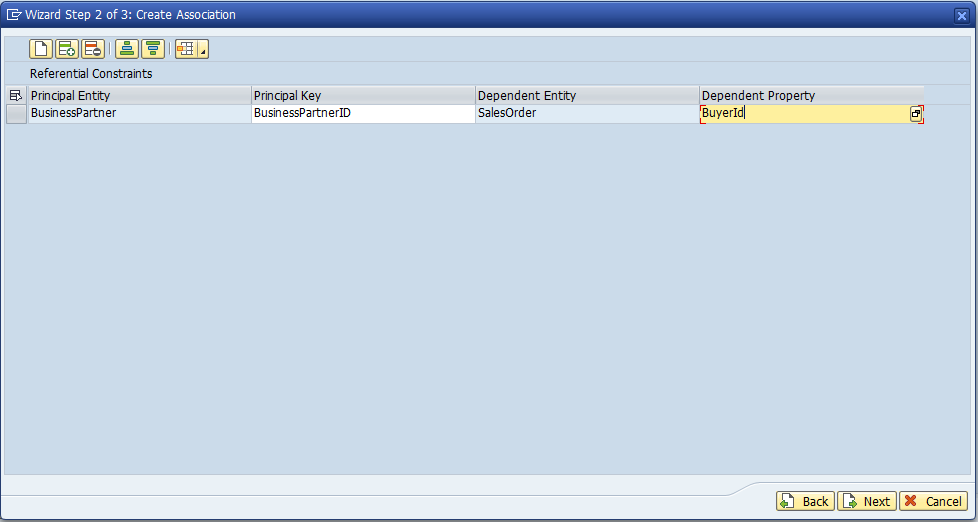 Wizard Step 2 of 3: Create Association
Referential Constraints
Principal Entity Principal Key Dependent Entity Dependent Property
BusinessPartner BusinessPartnerID SalesOrder BuyerId
Back Next Cancel